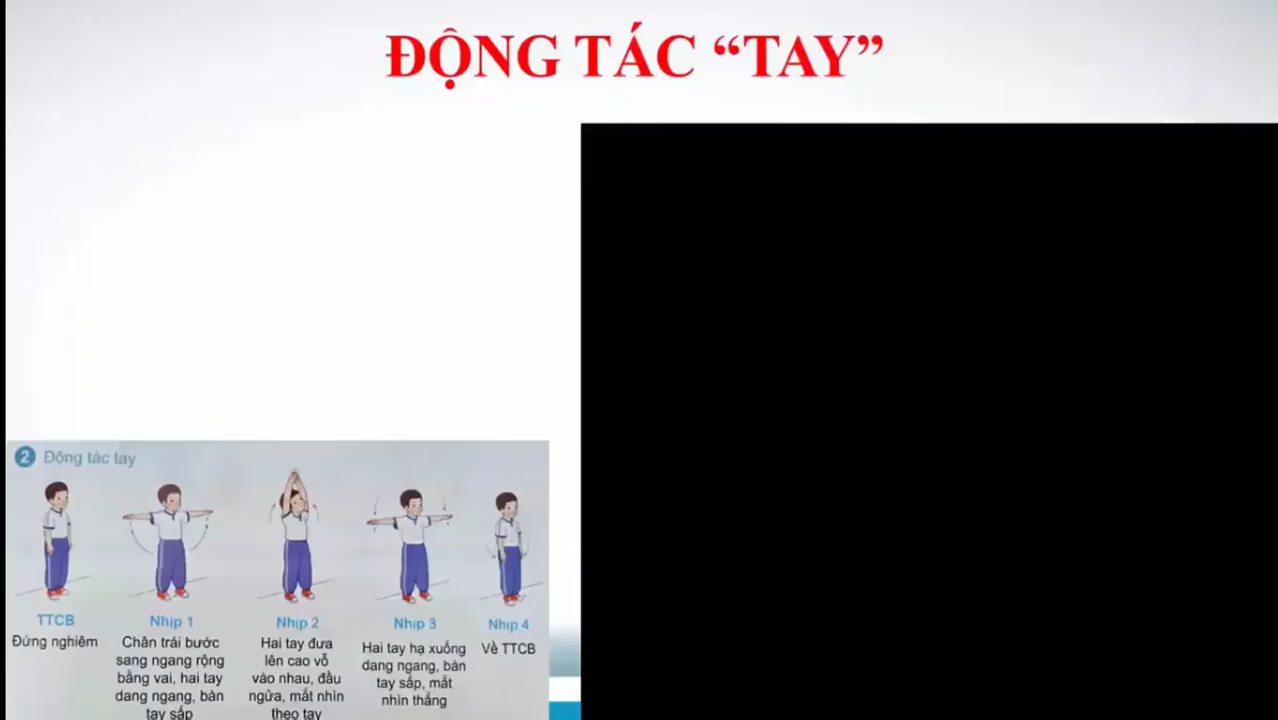 ĐỘNG TÁC “TAY”
2 Động tác tay
TTCB
Đứng nghiêm
Nhịp 1
Chân trái bước
sang ngang rộng
bằng vai, hai tay
dang ngang, bàn
tay sấp
Nhịp 2
Hai tay đưa
lên cao vỗ
vào nhau, đầu
ngửa, mắt nhìn
theo tay
Nhịp 3
Hai tay hạ xuống
dang ngang, bàn
tay sấp, mắt
nhìn thẳng
Nhịp 4
Về TTCB